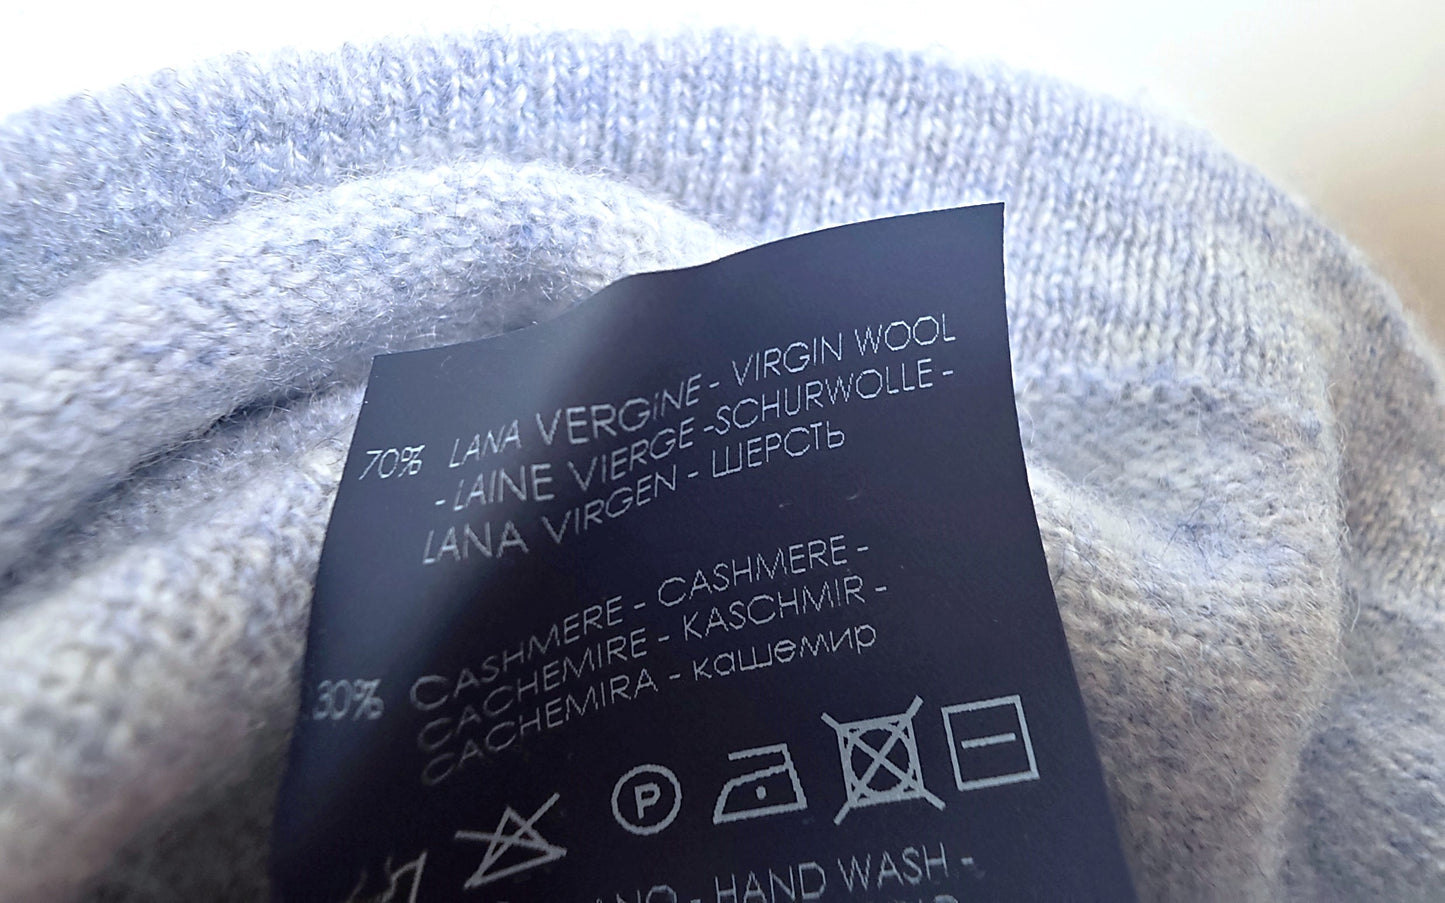 70% LANA VERGINE - VIRGIN WOOL
- LAINE VIERGE -SCHURWOLLE -
LANA VIRGEN - ШЕРСТЬ
30% CASHMERE - CASHMERE -
CACHEMIRE - KASCHMIR -
CACHEMIRA - кашемир
P
- HAND WASH -